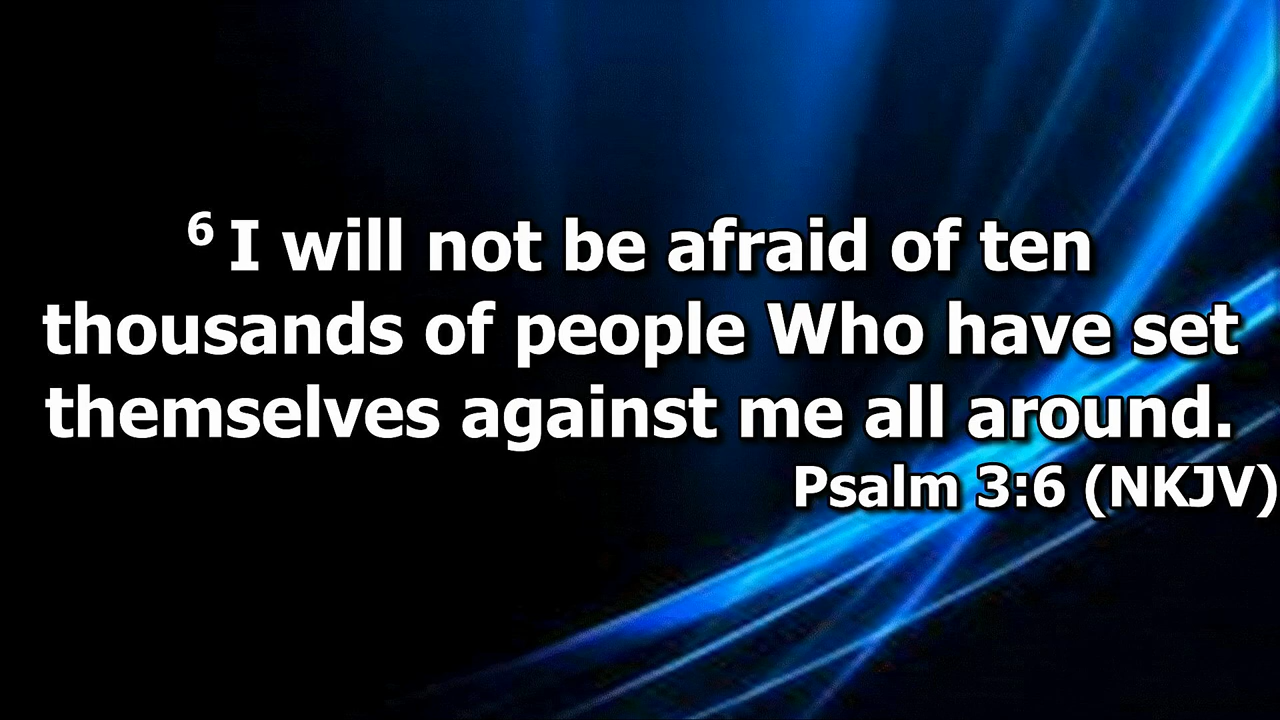 6 I will not be afraid of ten
thousands of people Who have set
themselves against me all around.
Psalm 3:6 (NKJV)